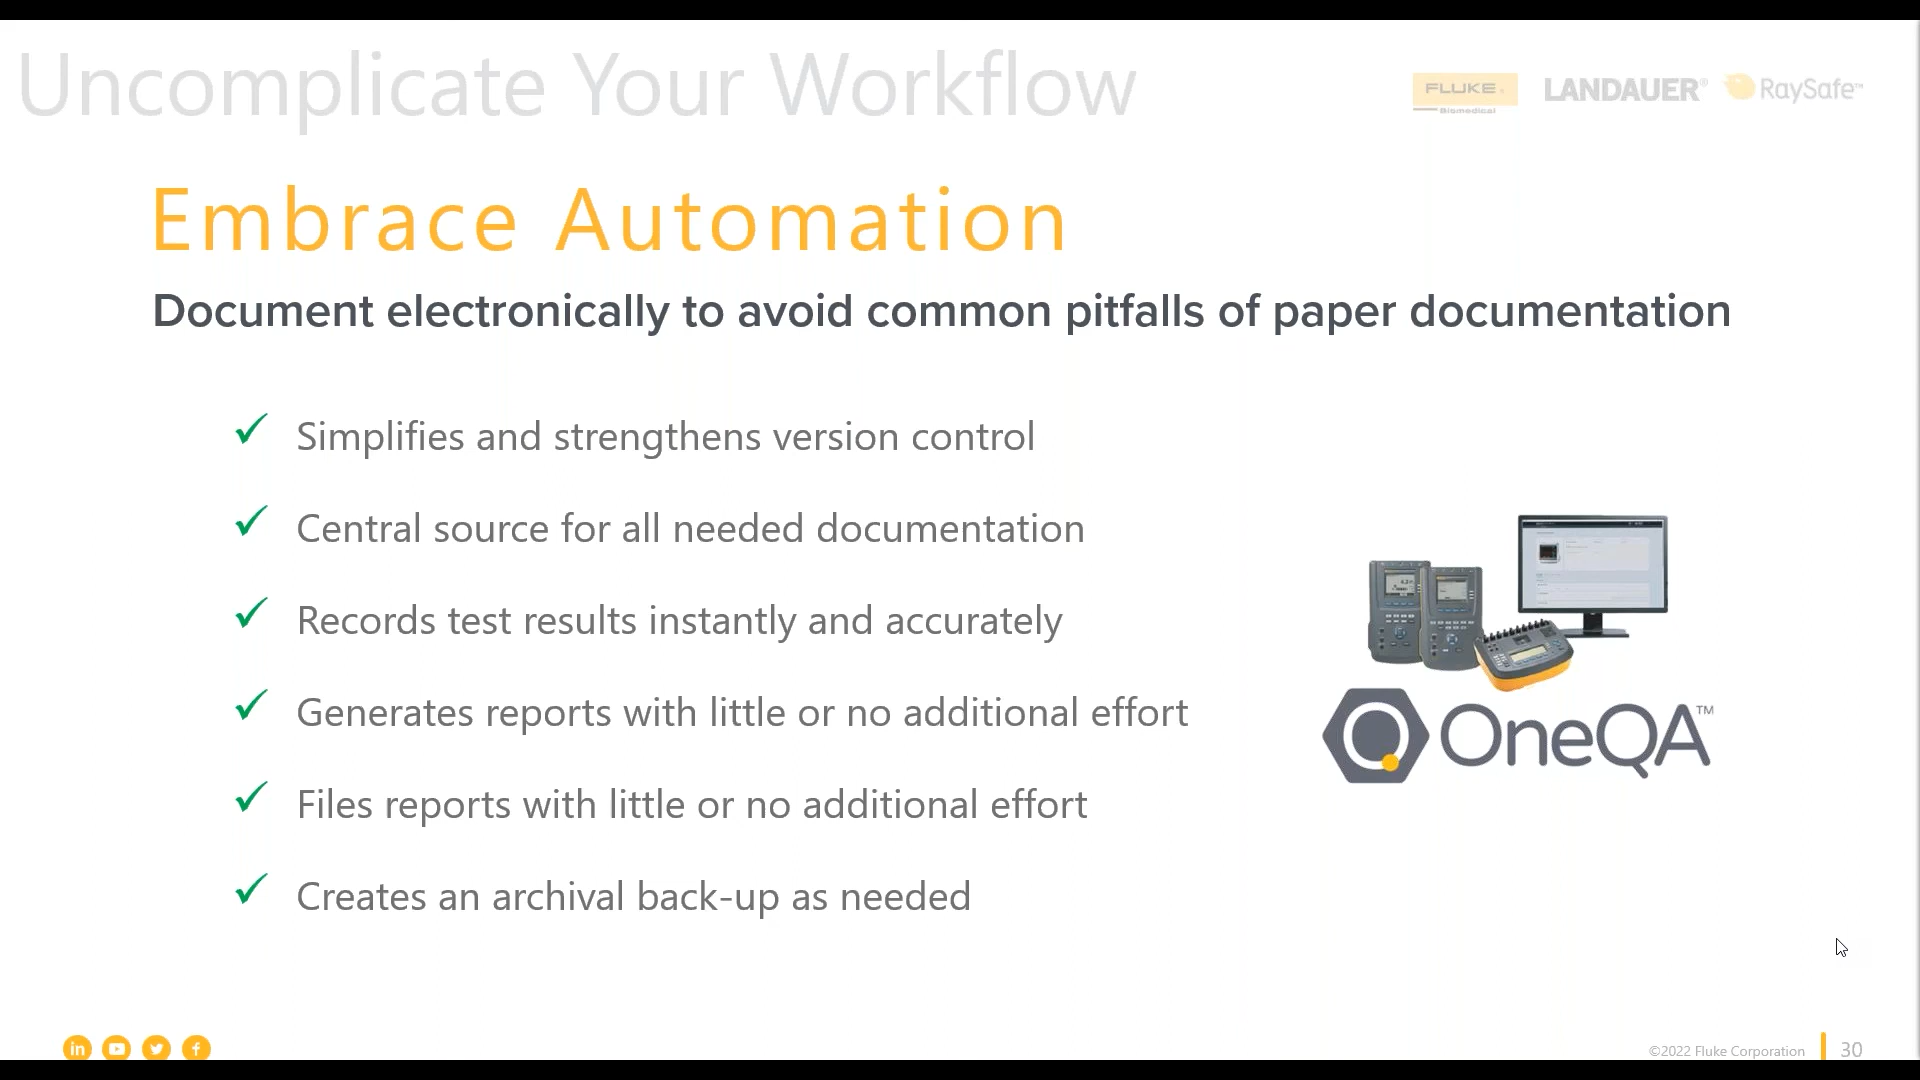 Uncomplicate Your Workflow
FLUKE®
Biomedical
LANDAUER®
RaySafe™
Embrace Automation
Document electronically to avoid common pitfalls of paper documentation
✓ Simplifies and strengthens version control
✓ Central source for all needed documentation
✓ Records test results instantly and accurately
✓ Generates reports with little or no additional effort
✓ Files reports with little or no additional effort
✓ Creates an archival back-up as needed
OneQA™
in
f
©2022 Fluke Corporation
30